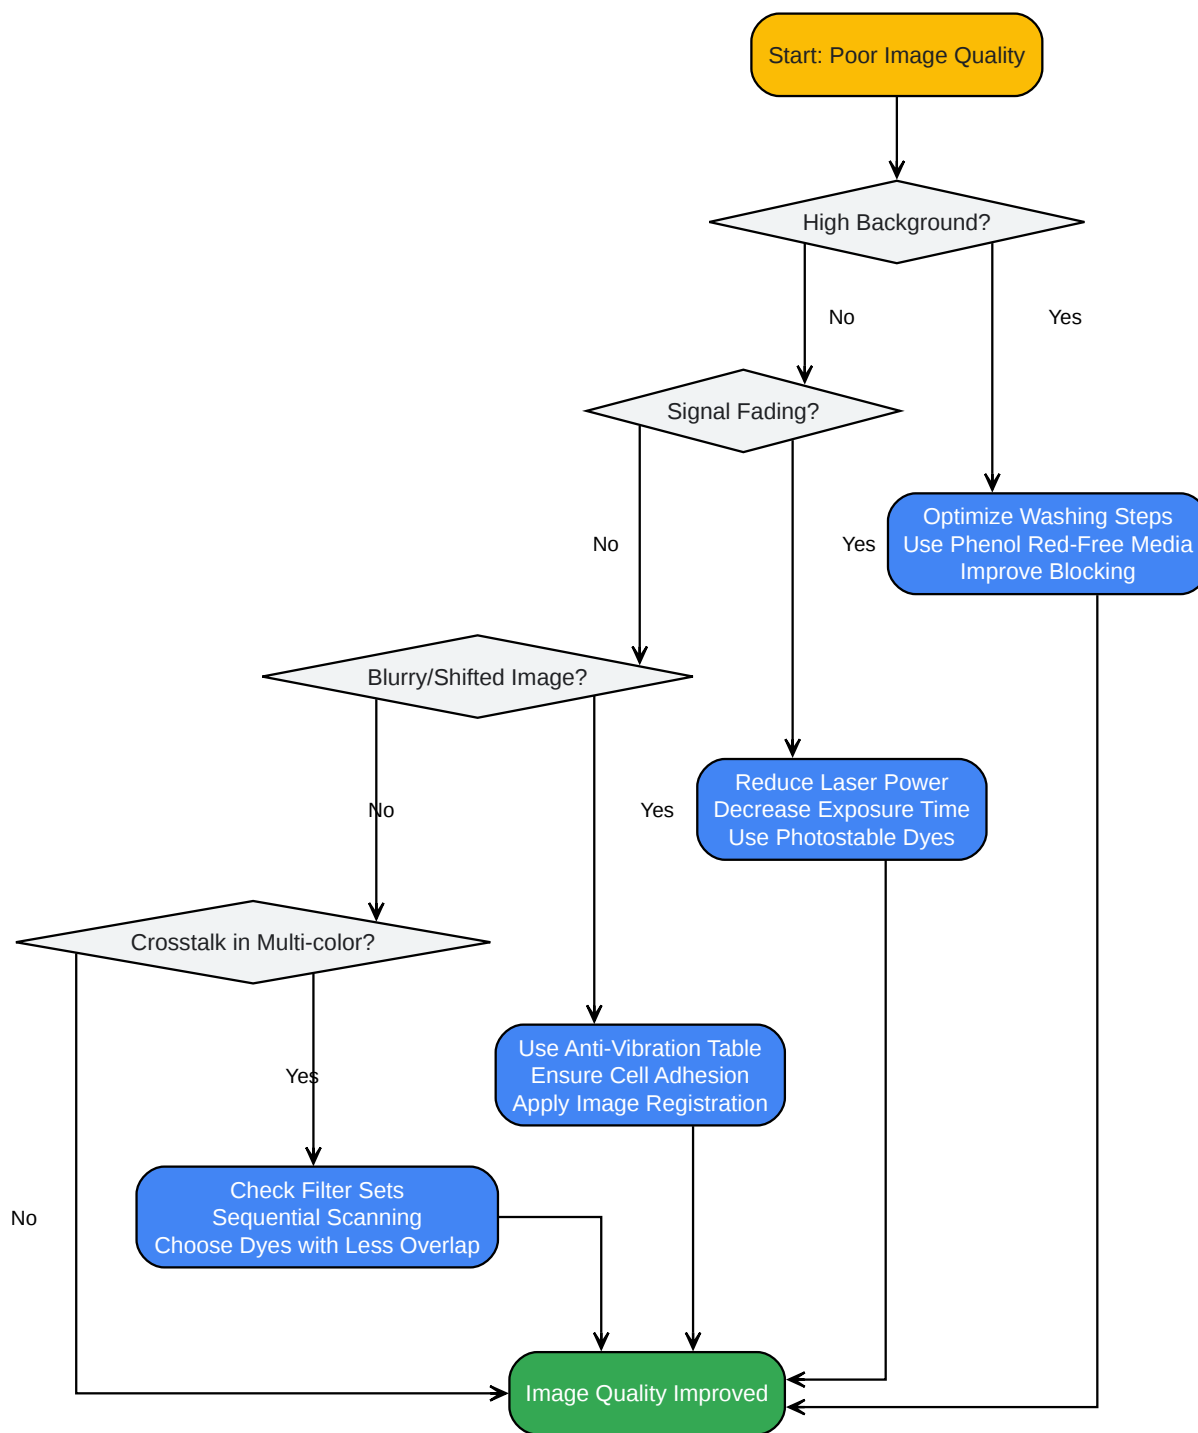 Start: Poor Image Quality
High Background?
No
Yes
Signal Fading?
No
Yes
Optimize Washing Steps
Use Phenol Red-Free Media
Improve Blocking
Blurry/Shifted Image?
No
Yes
Reduce Laser Power
Decrease Exposure Time
Use Photostable Dyes
Crosstalk in Multi-color?
Yes
Use Anti-Vibration Table
Ensure Cell Adhesion
Apply Image Registration
No
Check Filter Sets
Sequential Scanning
Choose Dyes with Less Overlap
Image Quality Improved